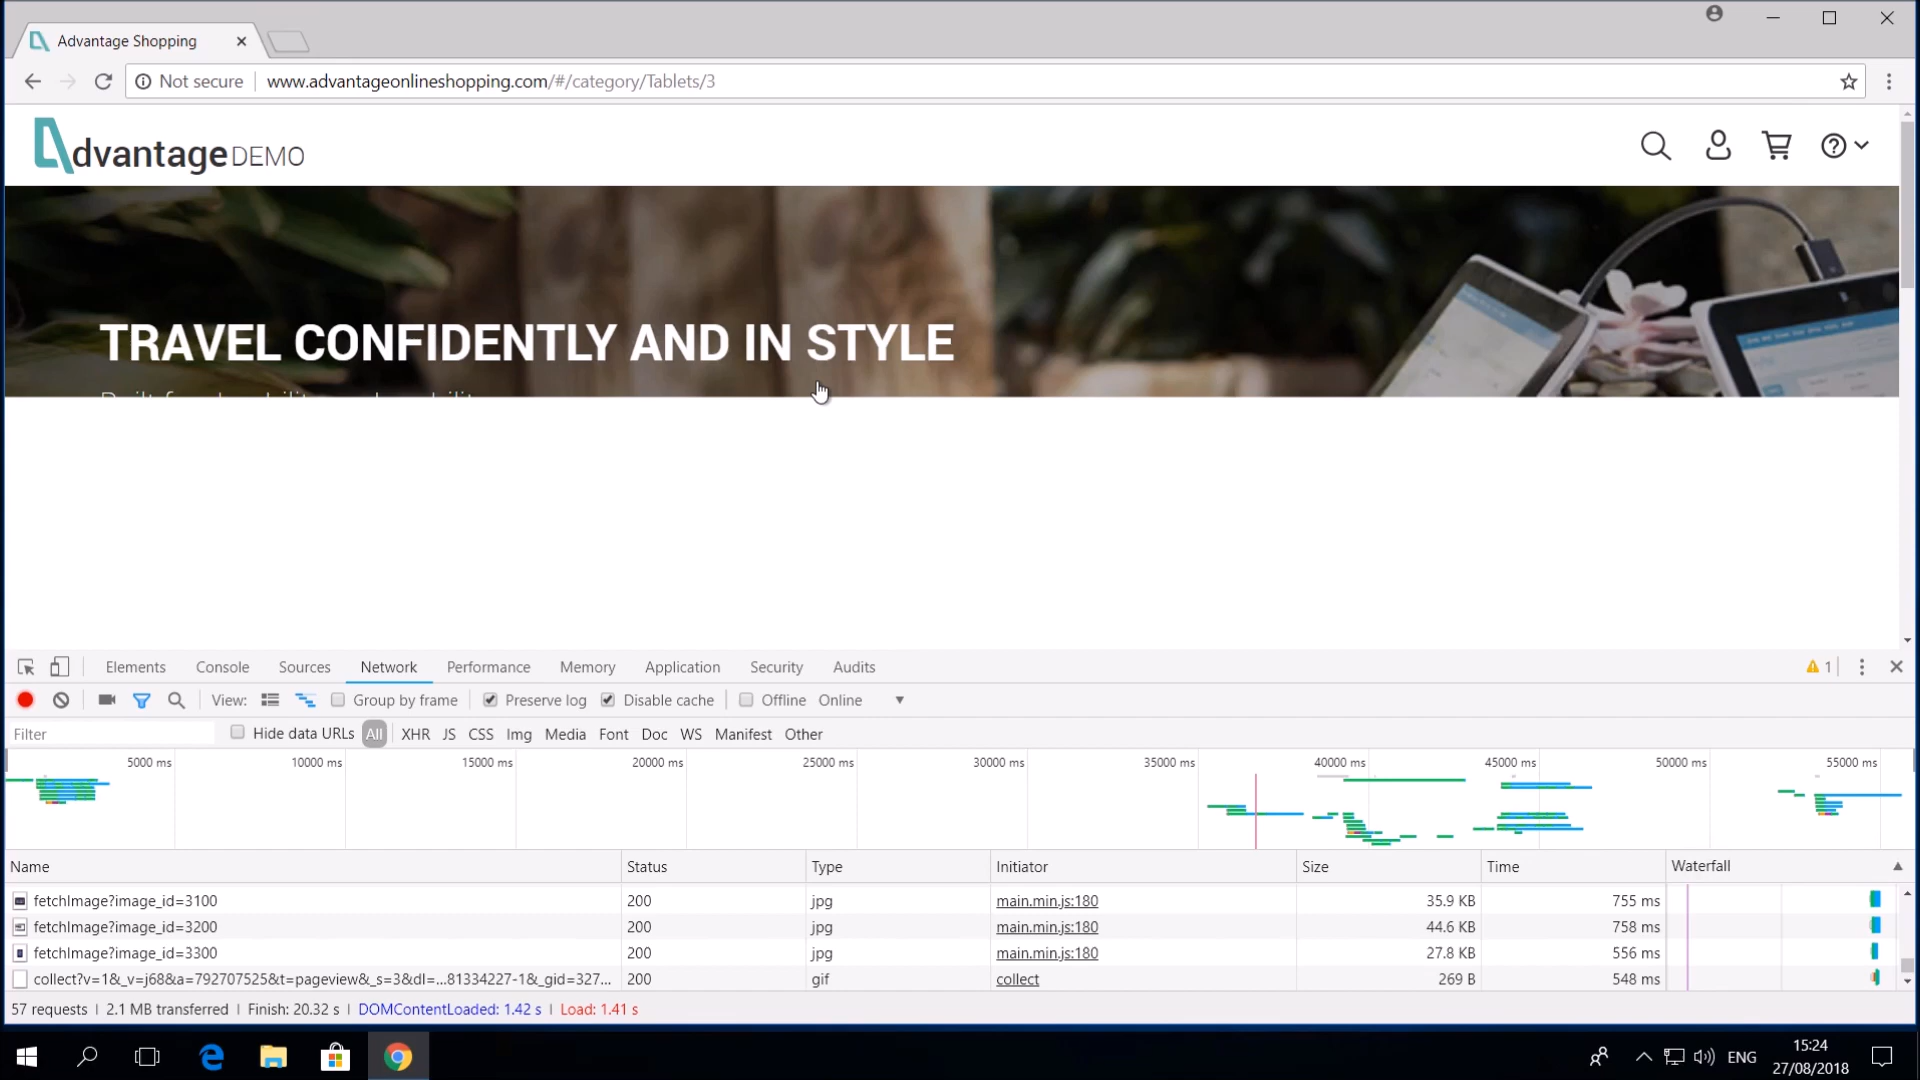 Advantage Shopping
Not secure www.advantageonlineshopping.com/#/category/Tablets/3
dvantage DEMO
TRAVEL CONFIDENTLY AND IN STYLE
Elements Console Sources Network Performance Memory Application Security Audits 1
View: Group by frame Preserve log Disable cache Offline Online
Filter Hide data URLs All XHR JS CSS Img Media Font Doc WS Manifest Other
5000 ms 10000 ms 15000 ms 20000 ms 25000 ms 30000 ms 35000 ms 40000 ms 45000 ms 50000 ms 55000 ms
Name Status Type Initiator Size Time Waterfall
fetchImage?image_id=3100 200 jpg main.min.js:180 35.9 KB 755 ms
fetchImage?image_id=3200 200 jpg main.min.js:180 44.6 KB 758 ms
fetchImage?image_id=3300 200 jpg main.min.js:180 27.8 KB 556 ms
collect?v=1&_v=j68&a=792707525&t=pageview&_s=3&dl=...81334227-1&_gid=327... 200 gif collect 269 B 548 ms
57 requests | 2.1 MB transferred | Finish: 20.32 s | DOMContentLoaded: 1.42 s | Load: 1.41 s
ENG
15:24
27/08/2018